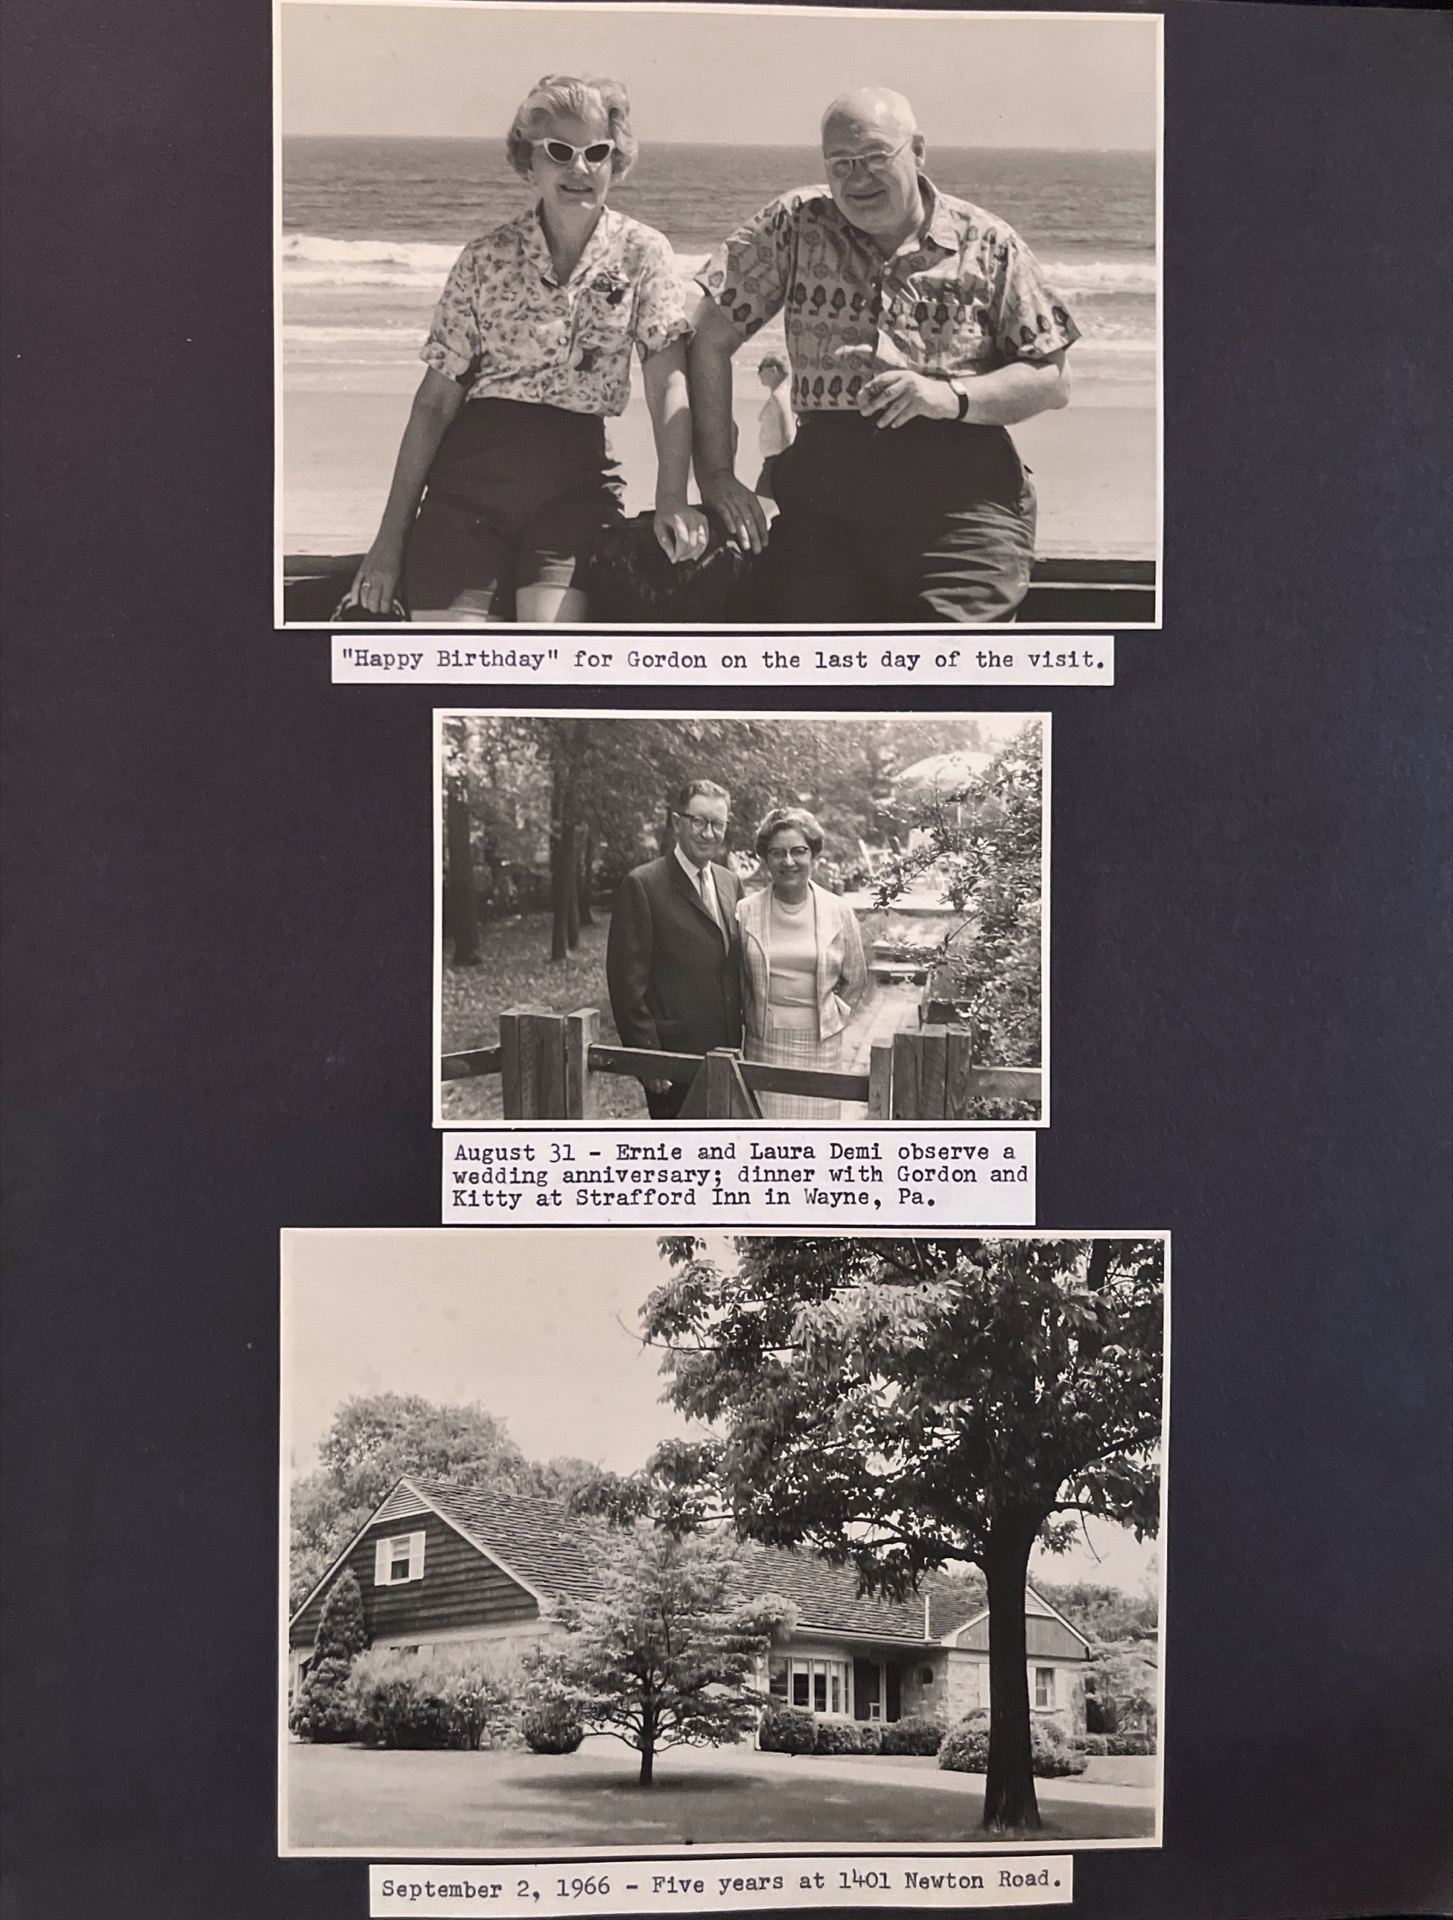 "Happy Birthday" for Gordon on the last day of the visit.
August 31 - Ernie and Laura Demi observe a
wedding anniversary; dinner with Gordon and
Kitty at Strafford Inn in Wayne, Pa.
September 2, 1966 - Five years at 1401 Newton Road.